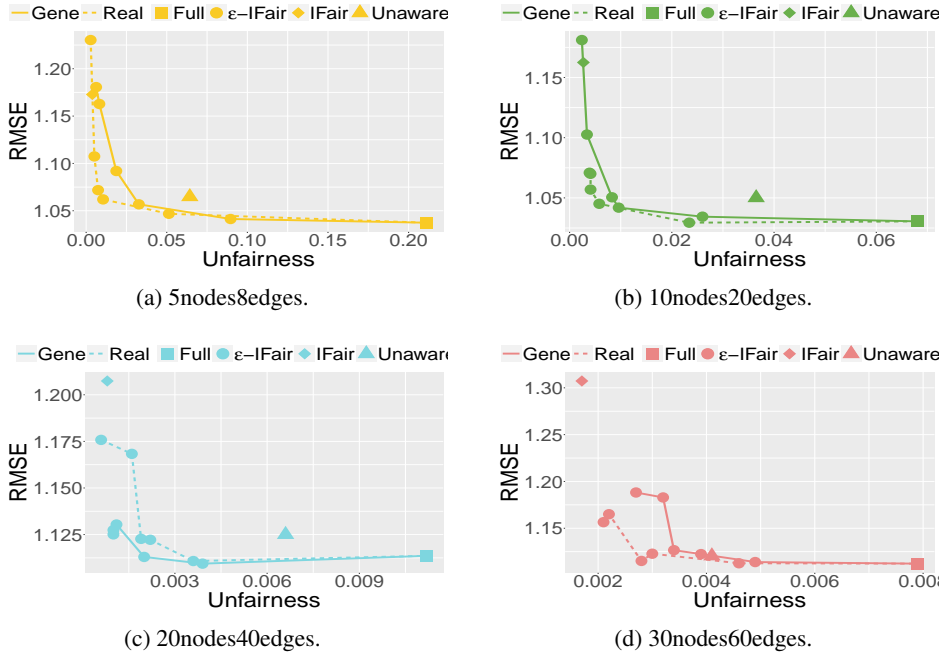 Gene Real Full ε−IFair IFair Unaware
Gene Real Full ε−IFair IFair Unaware
RMSE
1.20
1.15
1.10
1.05
0.00 0.05 0.10 0.15 0.20
Unfairness
RMSE
1.15
1.10
1.05
1.00
0.00 0.02 0.04 0.06
Unfairness
(a) 5nodes8edges.
(b) 10nodes20edges.
Gene Real Full ε−IFair IFair Unaware
Gene Real Full ε−IFair IFair Unaware
RMSE
1.200
1.175
1.150
1.125
0.003 0.006 0.009
Unfairness
RMSE
1.30
1.25
1.20
1.15
0.002 0.004 0.006 0.008
Unfairness
(c) 20nodes40edges.
(d) 30nodes60edges.